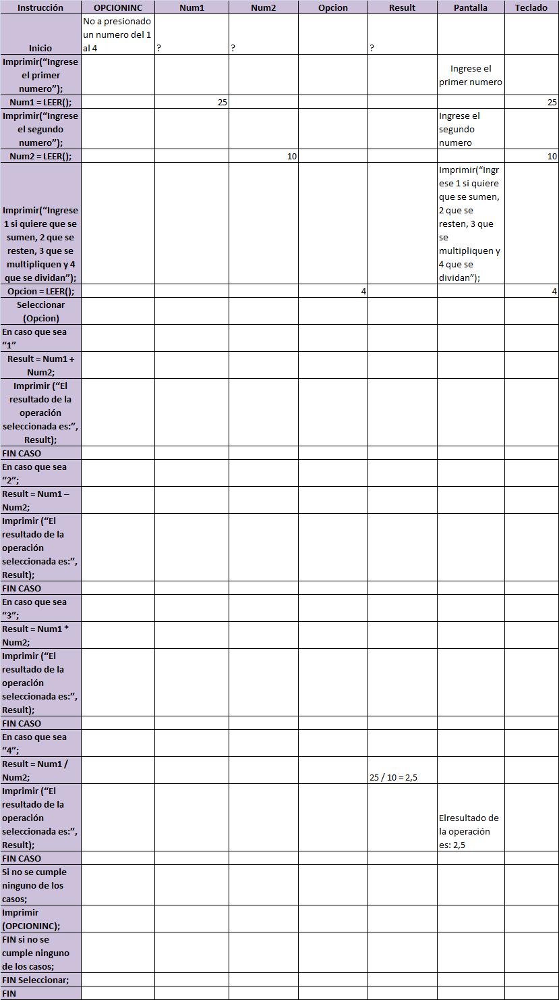 Instrucción OPCIONINC Num1 Num2 Opcion Result Pantalla Teclado
No a presionado
un numero del 1
Inicio al 4 ? ? ?
Imprimir(“Ingrese
el primer
numero”);
Ingrese el
primer numero
Num1 = LEER(); 25 25
Imprimir(“Ingrese
el segundo
numero”);
Ingrese el
segundo
numero
Num2 = LEER(); 10 10
Imprimir(“Ingrese
1 si quiere que se
sumen, 2 que se
resten, 3 que se
multipliquen y 4
que se dividan”);
Imprimir(“Ingr
ese 1 si quiere
que se sumen,
2 que se
resten, 3 que
se
multipliquen y
4 que se
dividan”);
Opcion = LEER(); 4 4
Seleccionar
(Opcion)
En caso que sea
“1”
Result = Num1 +
Num2;
Imprimir (“El
resultado de la
operación
seleccionada es:”,
Result);
FIN CASO
En caso que sea
“2”;
Result = Num1 –
Num2;
Imprimir (“El
resultado de la
operación
seleccionada es:”,
Result);
FIN CASO
En caso que sea
“3”;
Result = Num1 *
Num2;
Imprimir (“El
resultado de la
operación
seleccionada es:”,
Result);
FIN CASO
En caso que sea
“4”;
Result = Num1 /
Num2; 25 / 10 = 2,5
Imprimir (“El
resultado de la
operación
seleccionada es:”,
Result);
Elresultado de
la operación
es: 2,5
FIN CASO
Si no se cumple
ninguno de los
casos;
Imprimir
(OPCIONINC);
FIN si no se
cumple ninguno
de los casos;
FIN Seleccionar;
FIN